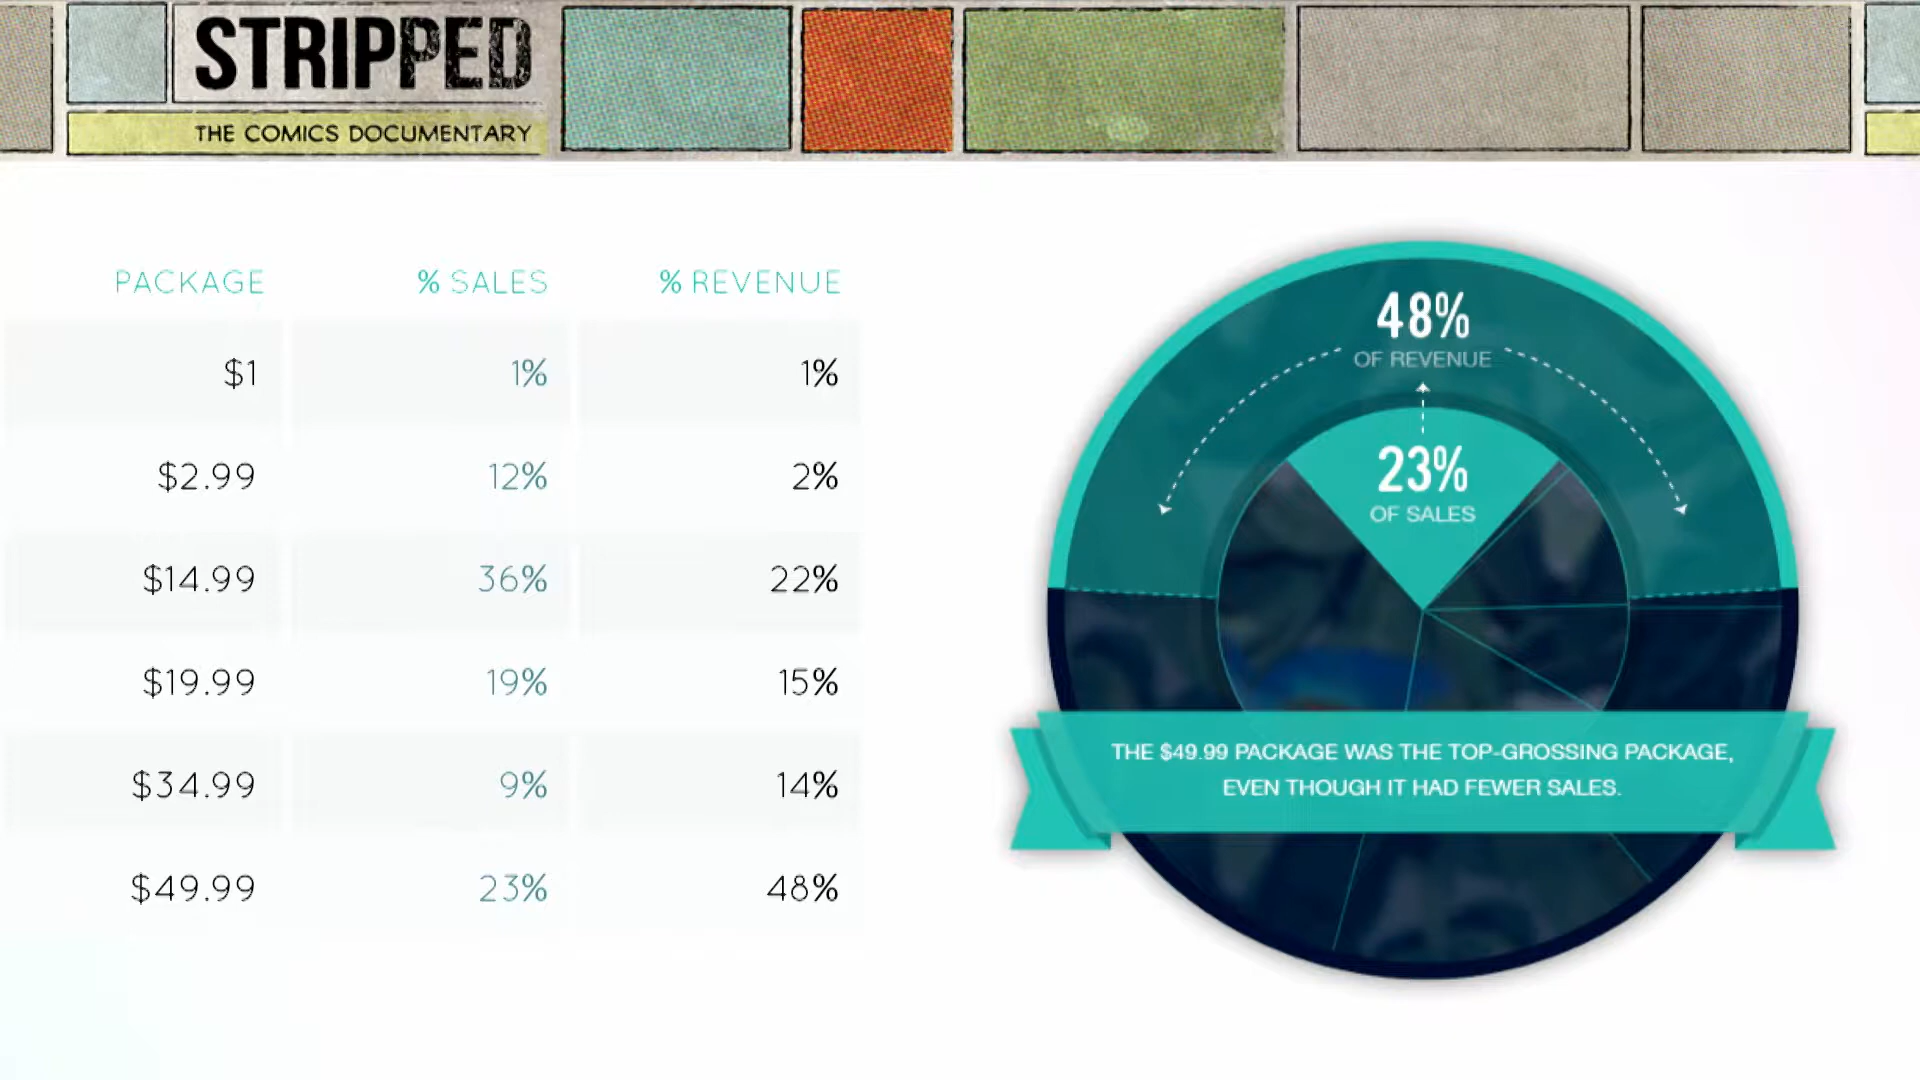 STRIPPED
THE COMICS DOCUMENTARY
PACKAGE % SALES % REVENUE
$1 1% 1%
$2.99 12% 2%
$14.99 36% 22%
$19.99 19% 15%
$34.99 9% 14%
$49.99 23% 48%
48%
OF REVENUE
23%
OF SALES
THE $49.99 PACKAGE WAS THE TOP-GROSSING PACKAGE,
EVEN THOUGH IT HAD FEWER SALES.